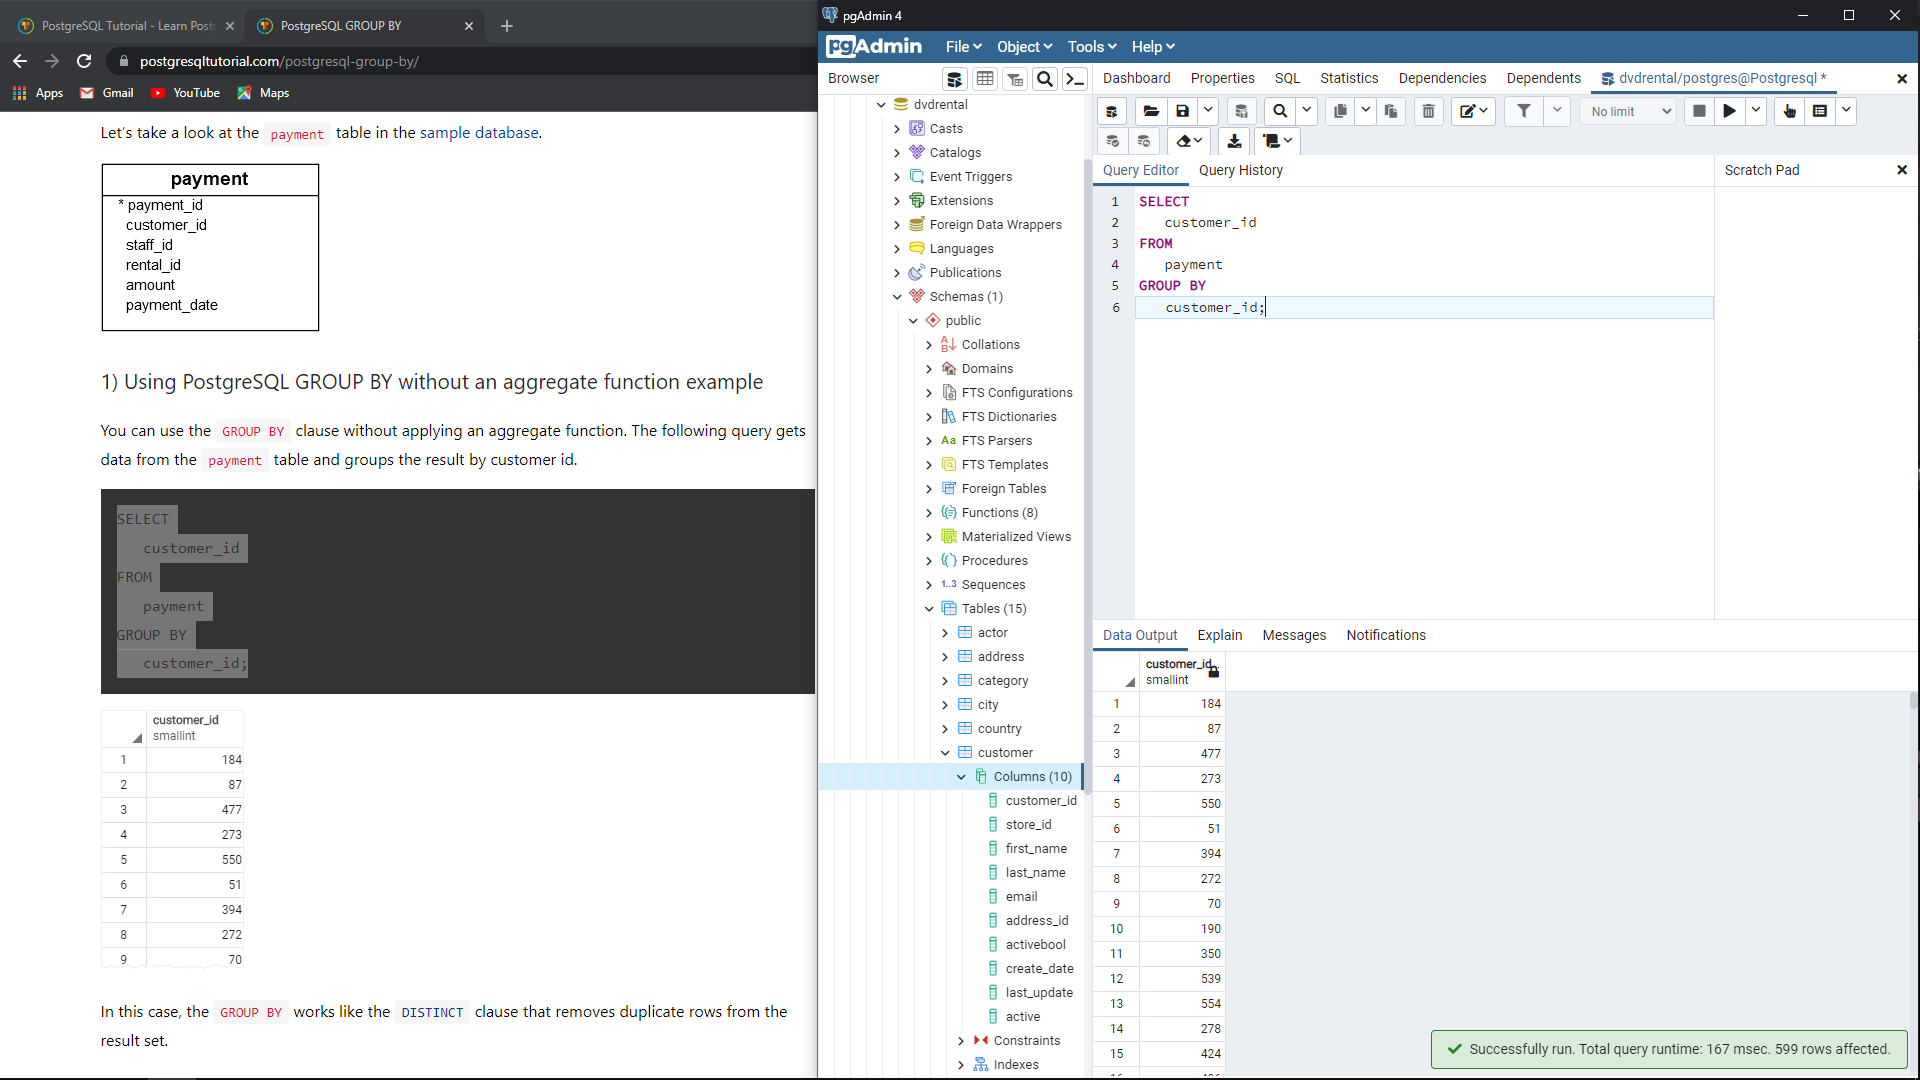 PostgreSQL Tutorial - Learn Post
PostgreSQL GROUP BY
postgresqltutorial.com/postgresql-group-by/
Apps
Gmail
YouTube
Maps
Let's take a look at the payment table in the sample database.
payment
* payment_id
customer_id
staff_id
rental_id
amount
payment_date
1) Using PostgreSQL GROUP BY without an aggregate function example
You can use the GROUP BY clause without applying an aggregate function. The following query gets
data from the payment table and groups the result by customer id.
SELECT
customer_id
FROM
payment
GROUP BY
customer_id;
customer_id
smallint
1 184
2 87
3 477
4 273
5 550
6 51
7 394
8 272
9 70
In this case, the GROUP BY works like the DISTINCT clause that removes duplicate rows from the
result set.
pgAdmin 4
pgAdmin
File
Object
Tools
Help
Browser
dvdrental
Casts
Catalogs
Event Triggers
Extensions
Foreign Data Wrappers
Languages
Publications
Schemas (1)
public
Collations
Domains
FTS Configurations
FTS Dictionaries
Aa FTS Parsers
FTS Templates
Foreign Tables
Functions (8)
Materialized Views
Procedures
1..3 Sequences
Tables (15)
actor
address
category
city
country
customer
Columns (10)
customer_id
store_id
first_name
last_name
email
address_id
activebool
create_date
last_update
active
Constraints
Indexes
Dashboard
Properties
SQL
Statistics
Dependencies
Dependents
dvdrental/postgres@Postgresql *
No limit
Query Editor
Query History
Scratch Pad
1 SELECT
2 customer_id
3 FROM
4 payment
5 GROUP BY
6 customer_id;
Data Output
Explain
Messages
Notifications
customer_id
smallint
1 184
2 87
3 477
4 273
5 550
6 51
7 394
8 272
9 70
10 190
11 350
12 539
13 554
14 278
15 424
Successfully run. Total query runtime: 167 msec. 599 rows affected.